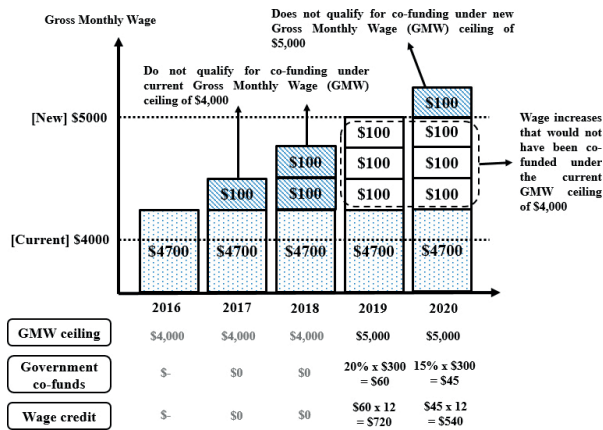 Gross Monthly Wage
Does not qualify for co-funding under new
Gross Monthly Wage (GMW) ceiling of
$5,000
Do not qualify for co-funding under
current Gross Monthly Wage (GMW)
ceiling of $4,000
[New] $5000
[Current] $4000
$100
$100 $100
$100 $100 $100
$100 $100 $100 $100
$4700 $4700 $4700 $4700 $4700
Wage increases
that would not
have been co-
funded under
the current
GMW ceiling
of $4,000
2016 2017 2018 2019 2020
GMW ceiling $4,000 $4,000 $4,000 $5,000 $5,000
Government
co-funds
$- $0 $0
20% x $300
= $60
15% x $300
= $45
Wage credit $- $0 $0
$60 x 12
= $720
$45 x 12
= $540